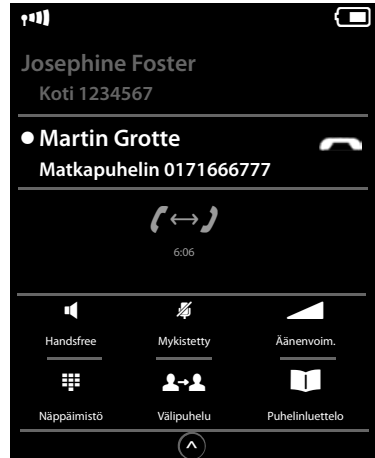 Josephine Foster
Koti 1234567
Martin Grotte
Matkapuhelin 0171666777
6:06
Handsfree Mykistetty Äänenvoim.
Näppäimistö Välipuhelu Puhelinluettelo